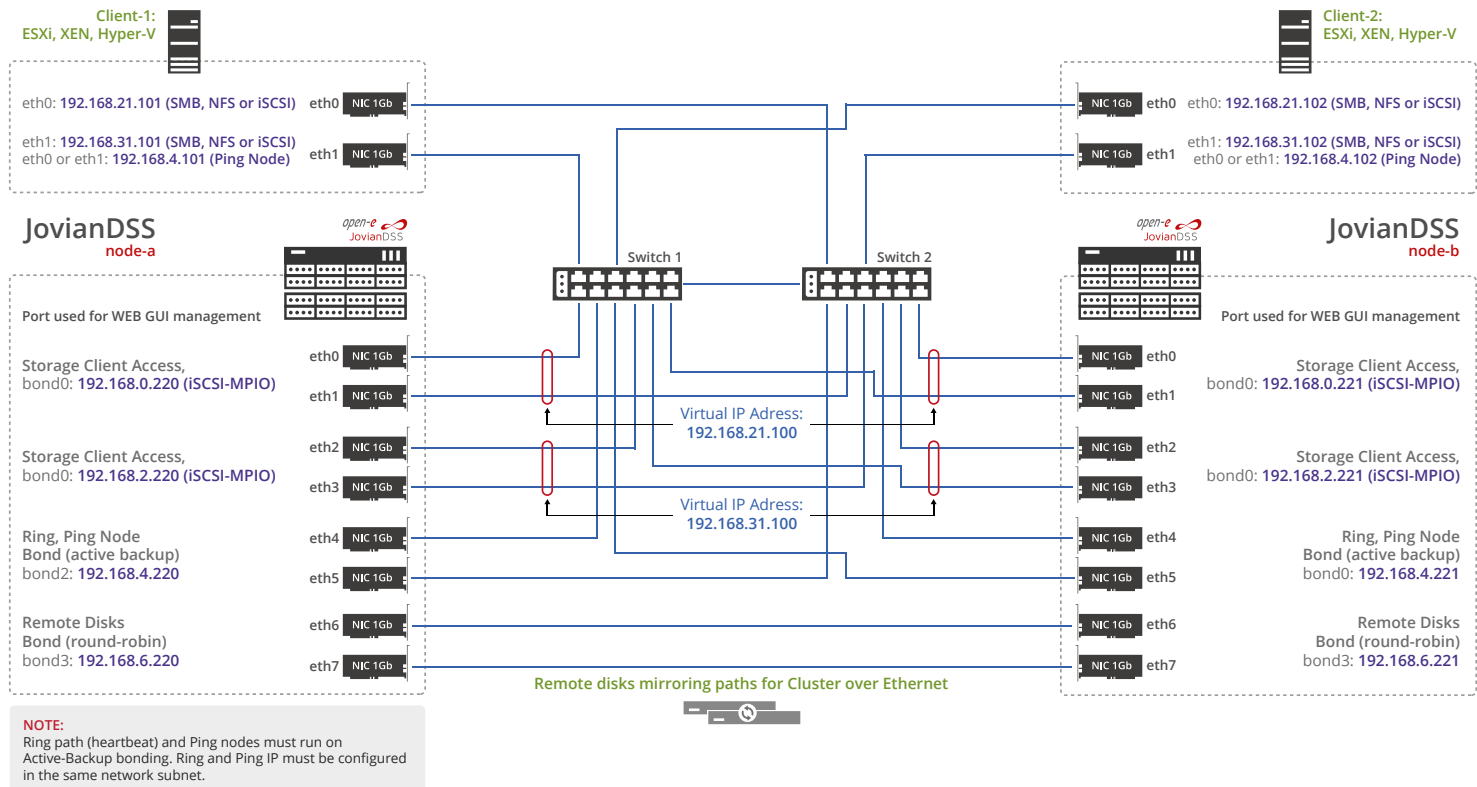 Client-1:
ESXi, XEN, Hyper-V
eth0: 192.168.21.101 (SMB, NFS or iSCSI)
eth0
NIC 1Gb
eth1: 192.168.31.101 (SMB, NFS or iSCSI)
eth0 or eth1: 192.168.4.101 (Ping Node)
eth1
NIC 1Gb
Client-2:
ESXi, XEN, Hyper-V
NIC 1Gb
eth0
eth0: 192.168.21.102 (SMB, NFS or iSCSI)
NIC 1Gb
eth1
eth1: 192.168.31.102 (SMB, NFS or iSCSI)
eth0 or eth1: 192.168.4.102 (Ping Node)
JovianDSS
node-a
open-e
JovianDSS
Switch 1
Switch 2
open-e
JovianDSS
JovianDSS
node-b
Port used for WEB GUI management
Storage Client Access,
bond0: 192.168.0.220 (iSCSI-MPIO)
eth0
NIC 1Gb
eth1
NIC 1Gb
Storage Client Access,
bond0: 192.168.2.220 (iSCSI-MPIO)
eth2
NIC 1Gb
eth3
NIC 1Gb
Ring, Ping Node
Bond (active backup)
bond2: 192.168.4.220
eth4
NIC 1Gb
eth5
NIC 1Gb
Remote Disks
Bond (round-robin)
bond3: 192.168.6.220
eth6
NIC 1Gb
eth7
NIC 1Gb
Virtual IP Adress:
192.168.21.100
Virtual IP Adress:
192.168.31.100
Port used for WEB GUI management
NIC 1Gb
eth0
NIC 1Gb
eth1
Storage Client Access,
bond0: 192.168.0.221 (iSCSI-MPIO)
NIC 1Gb
eth2
NIC 1Gb
eth3
Storage Client Access,
bond0: 192.168.2.221 (iSCSI-MPIO)
NIC 1Gb
eth4
NIC 1Gb
eth5
Ring, Ping Node
Bond (active backup)
bond0: 192.168.4.221
NIC 1Gb
eth6
NIC 1Gb
eth7
Remote Disks
Bond (round-robin)
bond3: 192.168.6.221
Remote disks mirroring paths for Cluster over Ethernet
NOTE:
Ring path (heartbeat) and Ping nodes must run on
Active-Backup bonding. Ring and Ping IP must be configured
in the same network subnet.